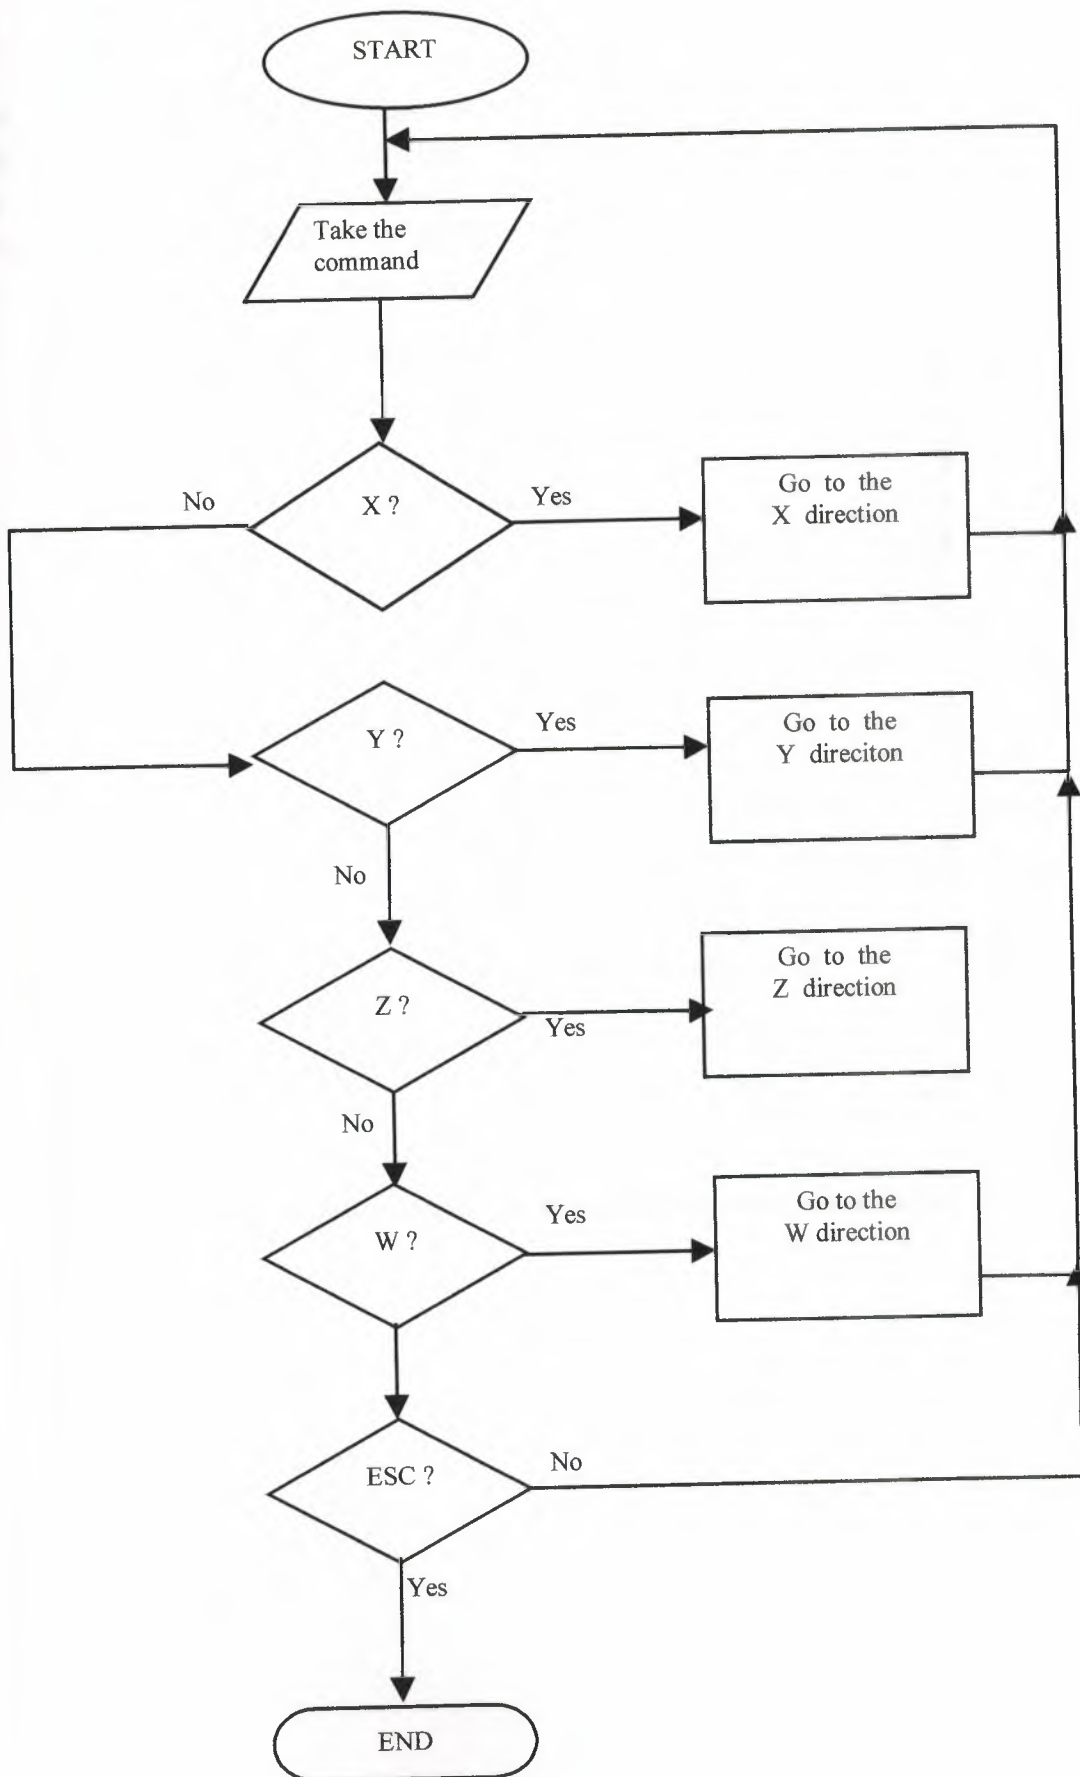 START
Take the
command
No
X ?
Yes
Go to the
X direction
Y ?
Yes
Go to the
Y direciton
No
Z ?
Yes
Go to the
Z direction
No
W ?
Yes
Go to the
W direction
ESC ?
No
Yes
END